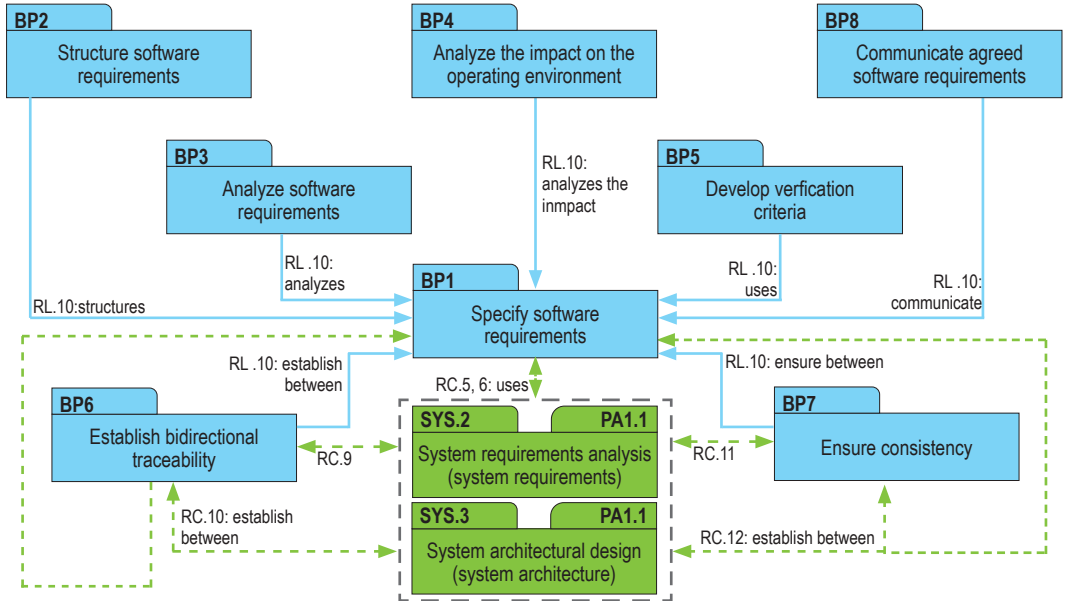 BP2
Structure software
requirements
BP4
Analyze the impact on the
operating environment
BP8
Communicate agreed
software requirements
BP3
Analyze software
requirements
RL.10:
analyzes the
inmpact
BP5
Develop verfication
criteria
RL .10:
analyzes
RL .10:
uses
RL .10:
communicate
RL.10:structures
BP1
Specify software
requirements
RL .10: establish
between
RC.5, 6: uses
RL.10: ensure between
BP6
Establish bidirectional
traceability
RC.9
SYS.2
PA1.1
System requirements analysis
(system requirements)
RC.11
BP7
Ensure consistency
RC.10: establish
between
SYS.3
PA1.1
System architectural design
(system architecture)
RC.12: establish between